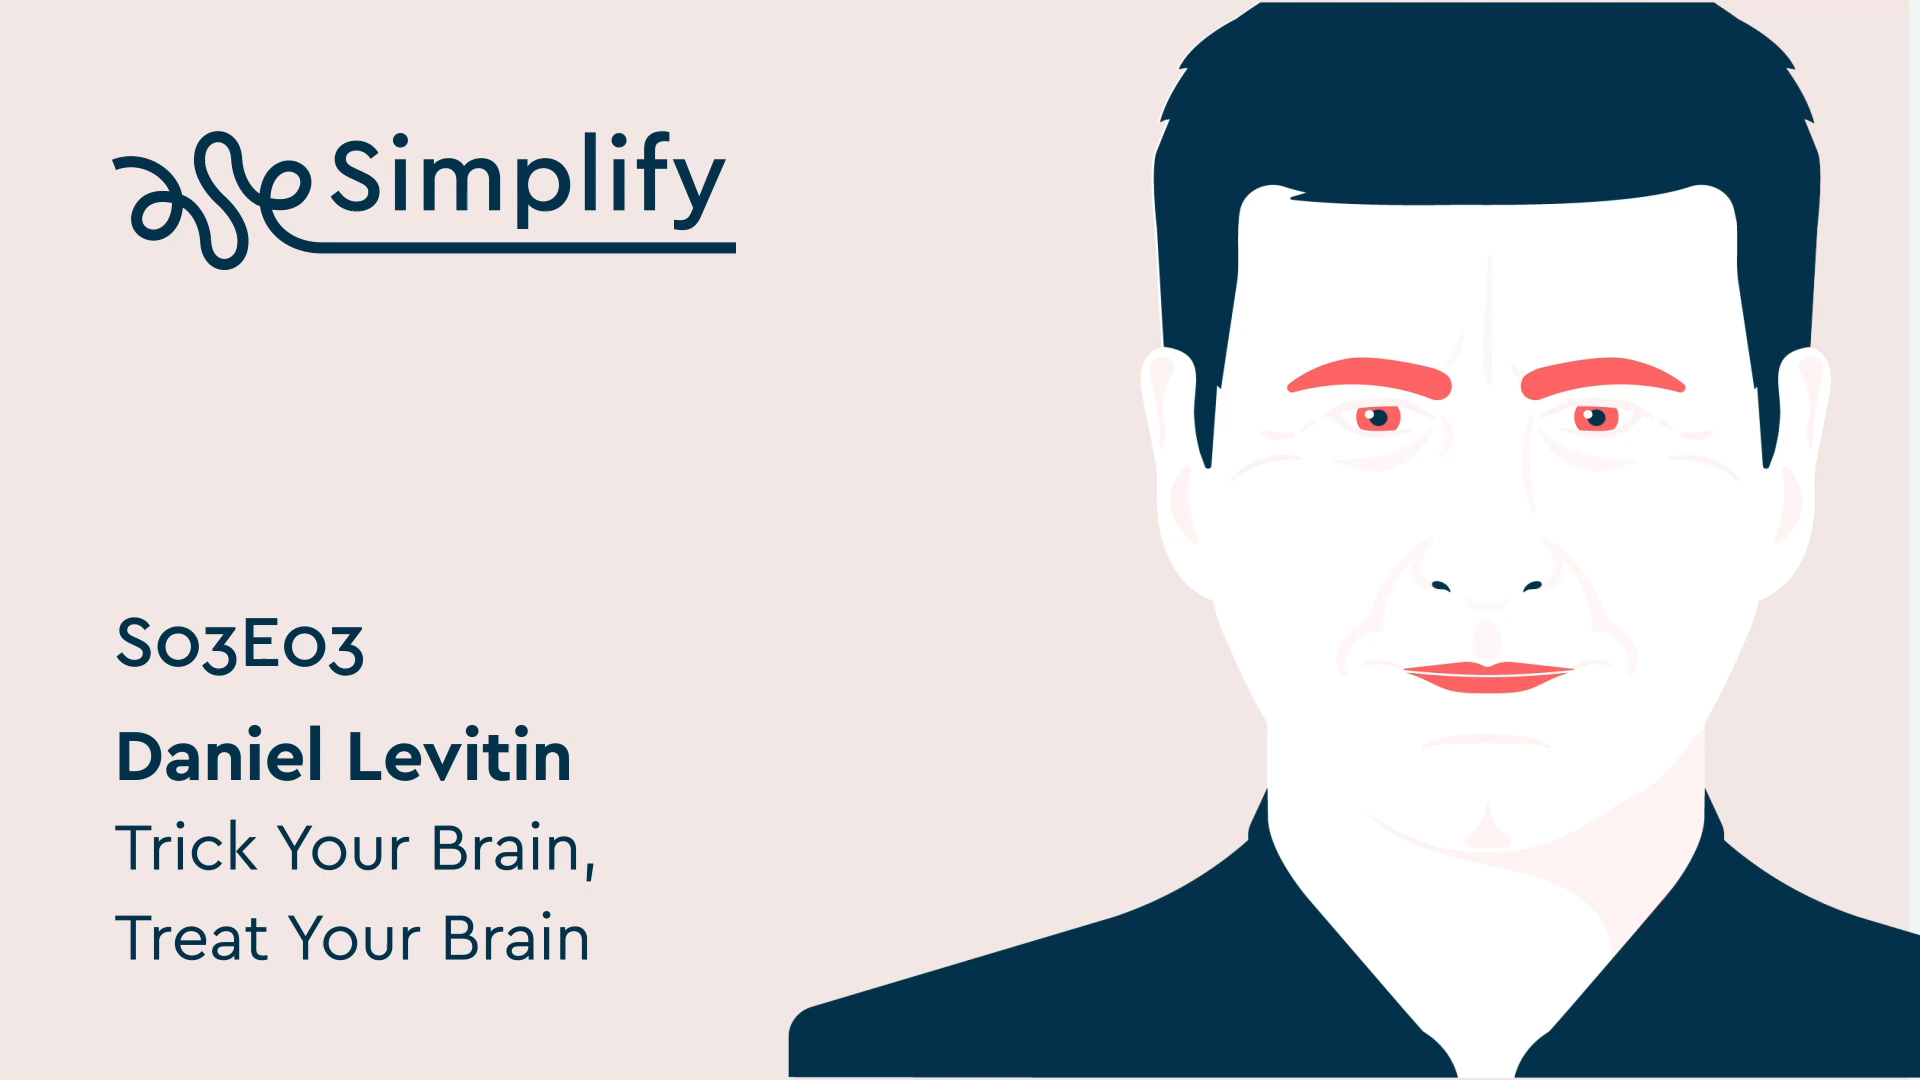 Simplify
S03E03
Daniel Levitin
Trick Your Brain,
Treat Your Brain